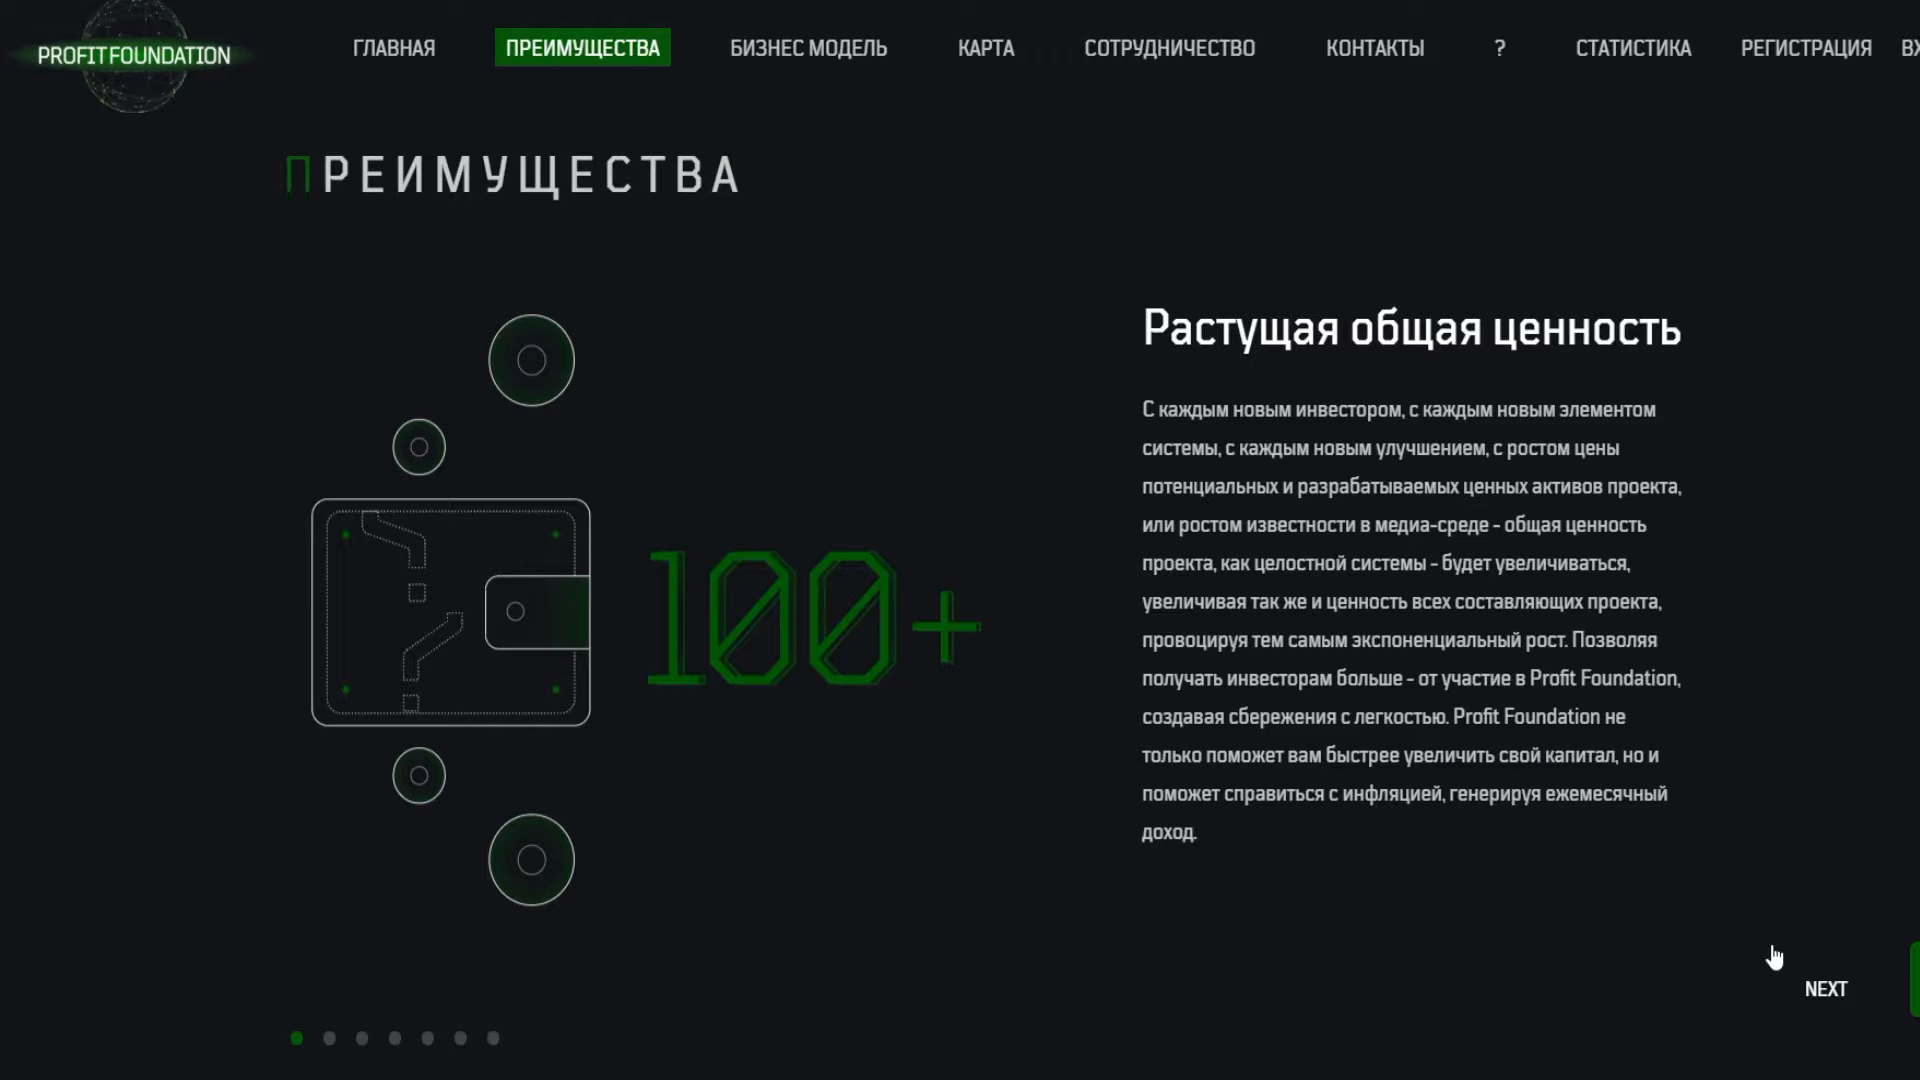 PROFIT FOUNDATION
ГЛАВНАЯ ПРЕИМУЩЕСТВА БИЗНЕС МОДЕЛЬ КАРТА СОТРУДНИЧЕСТВО КОНТАКТЫ ? СТАТИСТИКА РЕГИСТРАЦИЯ
ПРЕИМУЩЕСТВА
100+
Растущая общая ценность
С каждым новым инвестором, с каждым новым элементом
системы, с каждым новым улучшением, с ростом цены
потенциальных и разрабатываемых ценных активов проекта,
или ростом известности в медиа-среде - общая ценность
проекта, как целостной системы - будет увеличиваться,
увеличивая так же и ценность всех составляющих проекта,
провоцируя тем самым экспоненциальный рост. Позволяя
получать инвесторам больше - от участие в Profit Foundation,
создавая сбережения с легкостью. Profit Foundation не
только поможет вам быстрее увеличить свой капитал, но и
поможет справиться с инфляцией, генерируя ежемесячный
доход.
NEXT